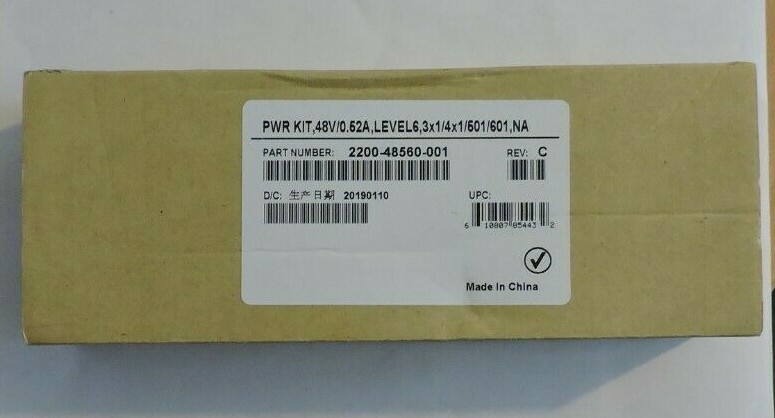 PWR KIT,48V/0.52A,LEVEL6,3x1/4x1/501/601,NA
PART NUMBER: 2200-48560-001 REV: C
D/C: 生产日期 20190110 UPC:
6 10807 85443 2
Made In China